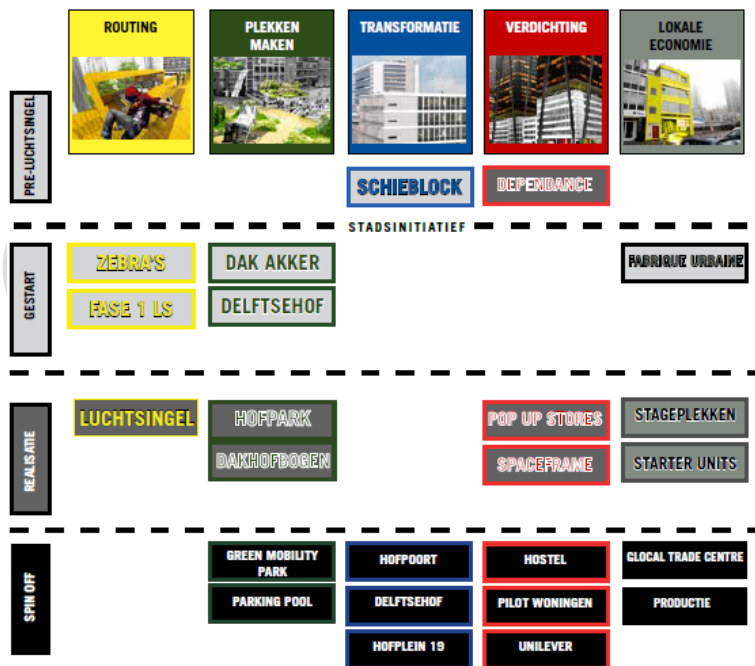 ROUTING
PLEKKEN
MAKEN
TRANSFORMATIE
VERDICHTING
LOKALE
ECONOMIE
PRE-LUCHTSINGEL
SCHIEBLOCK
DEPENDANCE
STADSINITIATIEF
GESTART
ZEBRA'S
DAK AKKER
FABRIQUE URBAINE
FASE 1 LS
DELFTSEHOF
REALISATIE
LUCHTSINGEL
HOFPARK
POP UP STORES
STAGEPLEKKEN
DAKHOFBOGEN
SPACEFRAME
STARTER UNITS
SPIN OFF
GREEN MOBILITY
PARK
HOFPOORT
HOSTEL
GLOCAL TRADE CENTRE
PARKING POOL
DELFTSEHOF
PILOT WONINGEN
PRODUCTIE
HOFPLEIN 19
UNILEVER